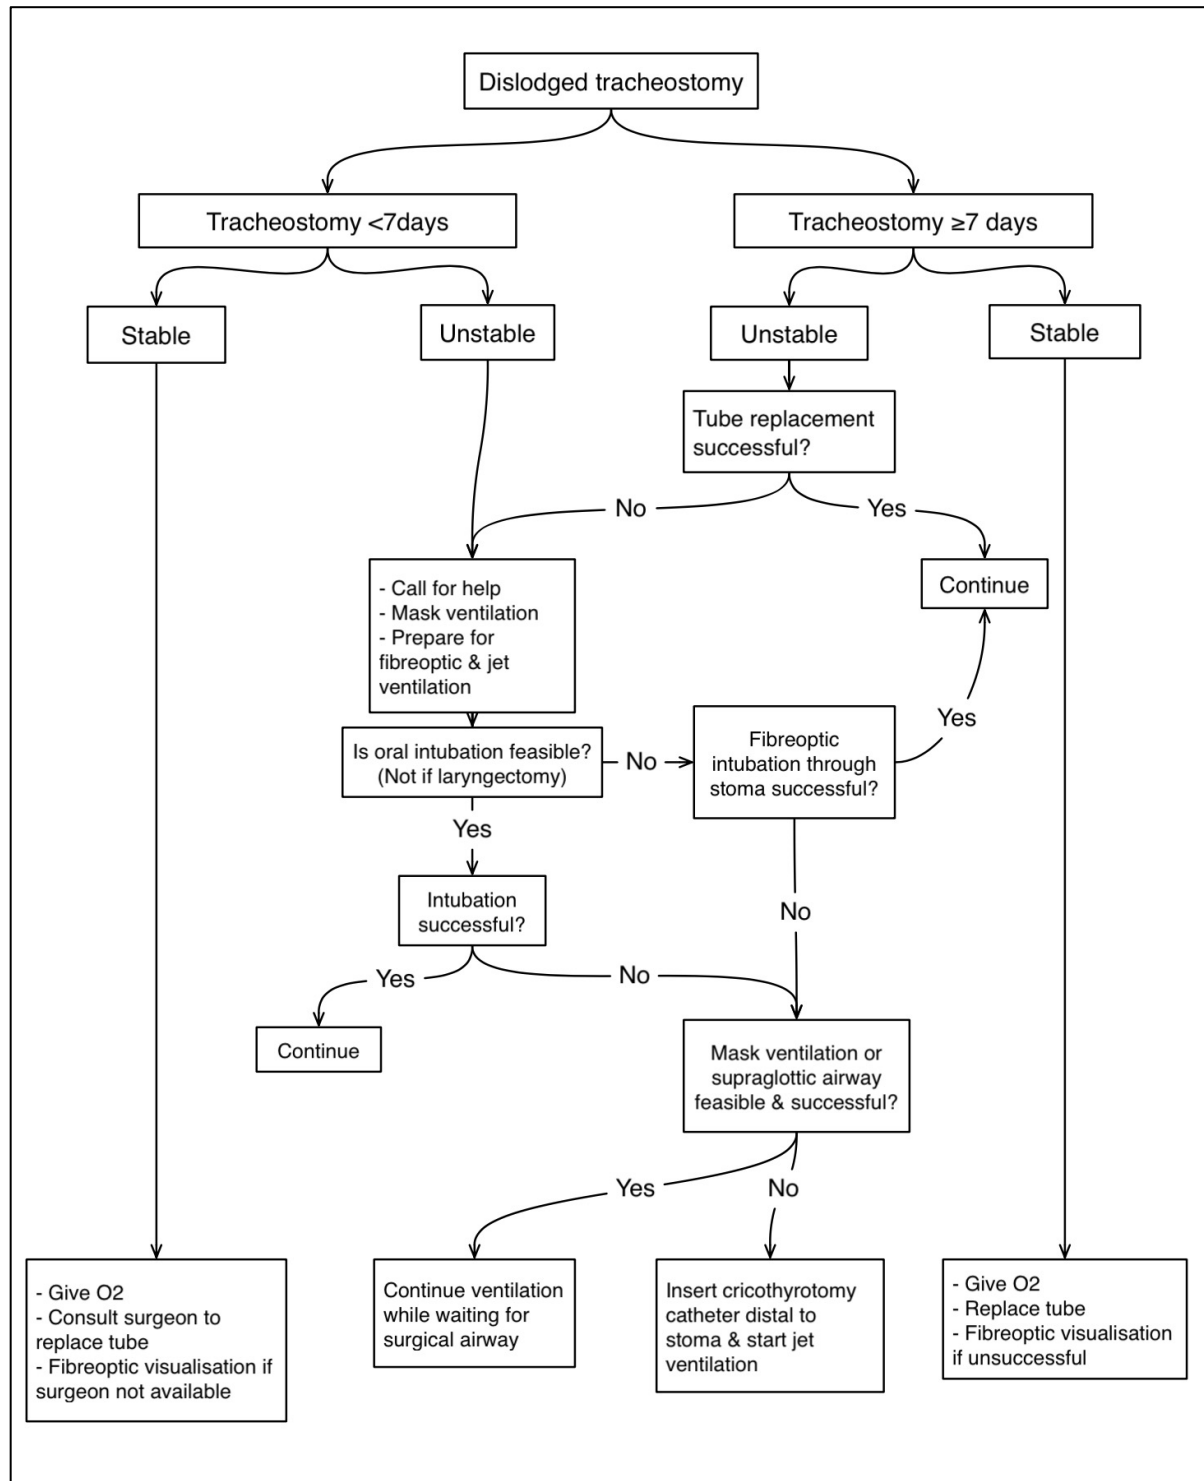 Dislodged tracheostomy
Tracheostomy <7days
Tracheostomy ≥7 days
Stable
Unstable
Unstable
Stable
Tube replacement
successful?
No
Yes
- Call for help
- Mask ventilation
- Prepare for
fibreoptic & jet
ventilation
Continue
Is oral intubation feasible?
(Not if laryngectomy)
No
Fibreoptic
intubation through
stoma successful?
Yes
Yes
Intubation
successful?
No
Yes
No
Continue
Mask ventilation or
supraglottic airway
feasible & successful?
Yes
No
- Give O2
- Consult surgeon to
replace tube
- Fibreoptic visualisation if
surgeon not available
Continue ventilation
while waiting for
surgical airway
Insert cricothyrotomy
catheter distal to
stoma & start jet
ventilation
- Give O2
- Replace tube
- Fibreoptic visualisation
if unsuccessful